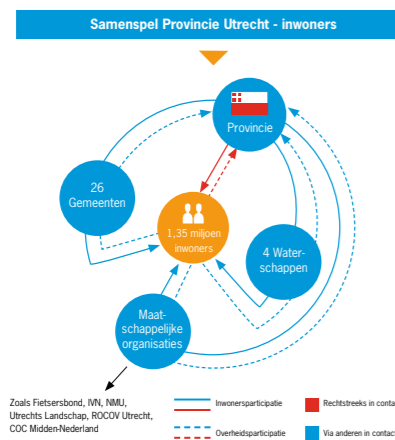 Samenspel Provincie Utrecht - inwoners
Provincie
26
Gemeenten
1,35 miljoen
inwoners
4 Water-
schappen
Maat-
schappelijke
organisaties
Zoals Fietsersbond, IVN, NMU,
Utrechts Landschap, ROCOV Utrecht,
COC Midden-Nederland
Inwonersparticipatie
Overheidsparticipatie
Rechtstreeks in conta
Via anderen in contac